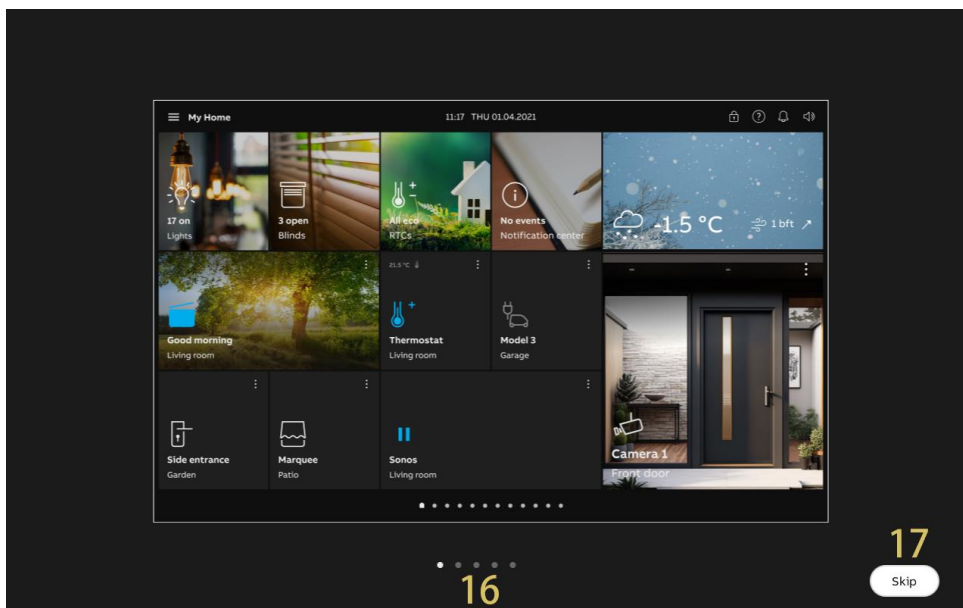 My Home
11:17 THU 01.04.2021
17 on
Lights
3 open
Blinds
All eco
RTCs
No events
Notification center
-1.5 °C
1 bft
Good morning
Living room
21.5 °C
Thermostat
Living room
Model 3
Garage
Side entrance
Garden
Marquee
Patio
Sonos
Living room
Camera 1
Front door
16
17
Skip